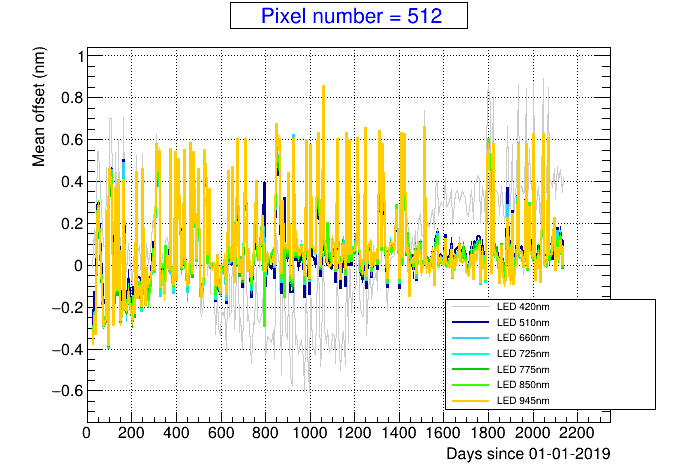 Pixel number = 512
Mean offset (nm)
1
0.8
0.6
0.4
0.2
0
−0.2
−0.4
−0.6
0 200 400 600 800 1000 1200 1400 1600 1800 2000 2200
Days since 01-01-2019
LED 420nm
LED 510nm
LED 660nm
LED 725nm
LED 775nm
LED 850nm
LED 945nm